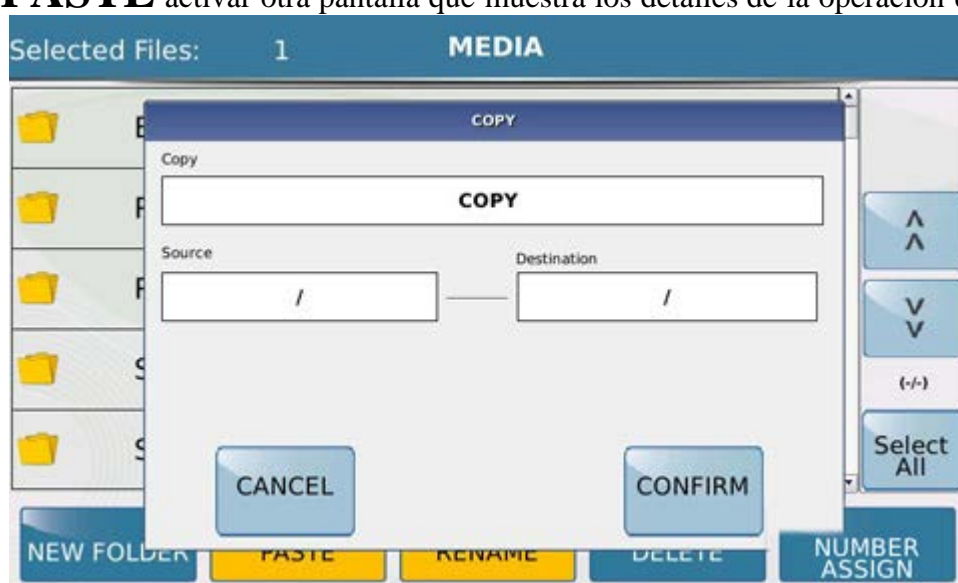 PASTE activar otra pantalla que muestra los detalles de la operación
Selected Files: 1 MEDIA
COPY
Copy
COPY
Source Destination
/ /
(-/-)
Select
All
CANCEL CONFIRM
NEW FOLDER PASTE RENAME DELETE NUMBER
ASSIGN